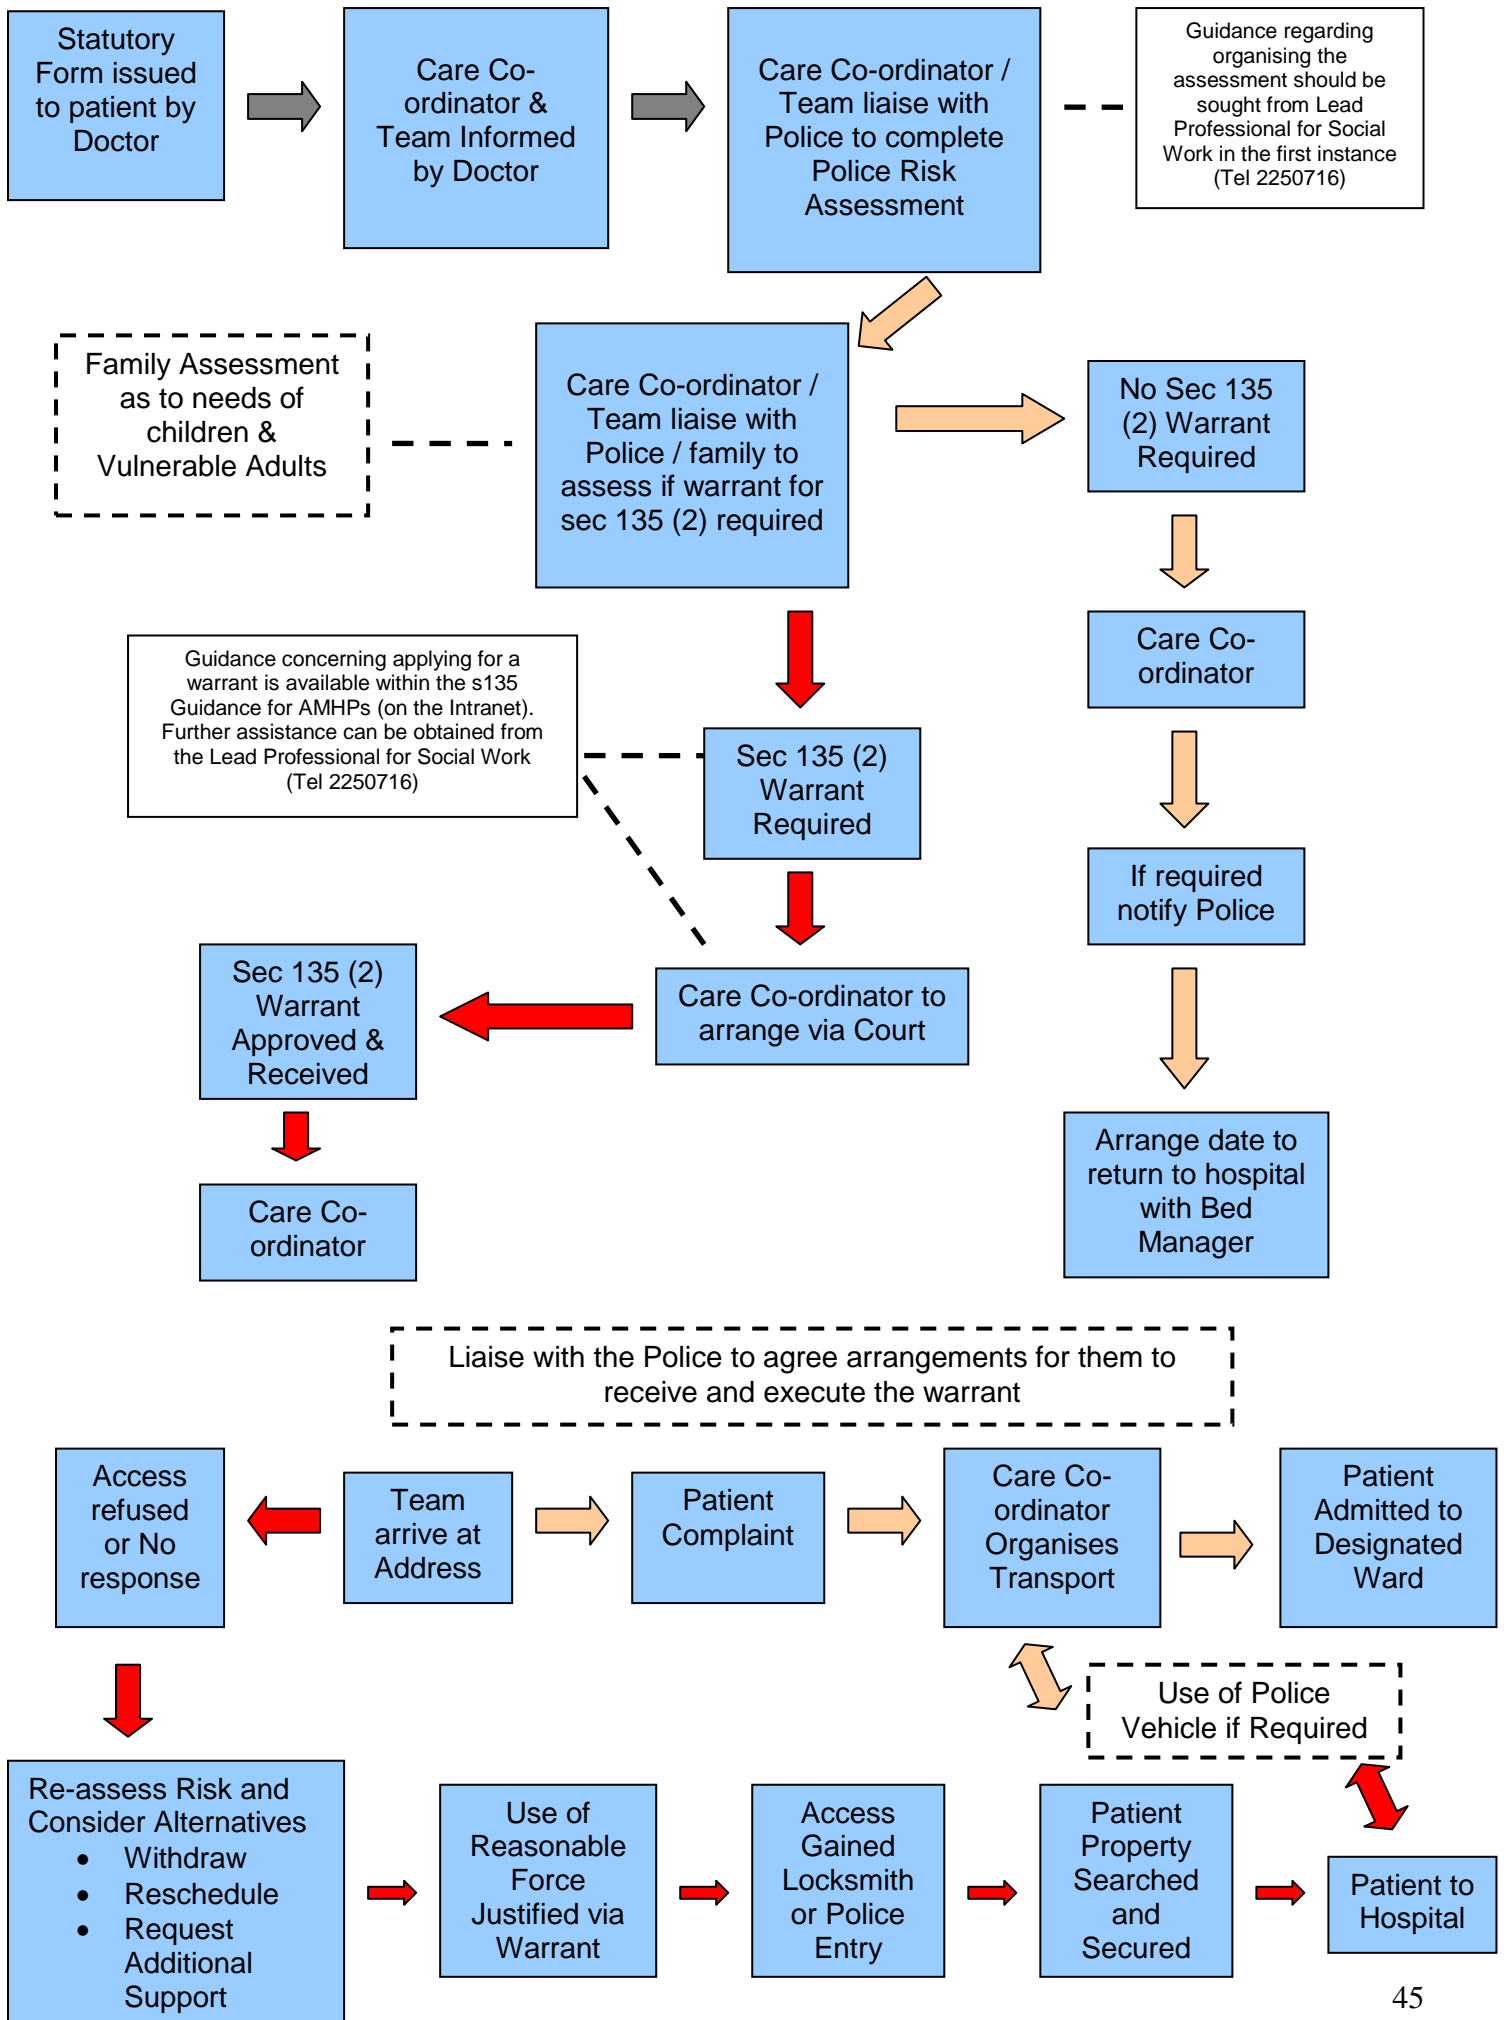 Statutory
Form issued
to patient by
Doctor
Care Co-
ordinator &
Team Informed
by Doctor
Care Co-ordinator /
Team liaise with
Police to complete
Police Risk
Assessment
Guidance regarding
organising the
assessment should be
sought from Lead
Professional for Social
Work in the first instance
(Tel 2250716)
Family Assessment
as to needs of
children &
Vulnerable Adults
Care Co-ordinator /
Team liaise with
Police / family to
assess if warrant for
sec 135 (2) required
No Sec 135
(2) Warrant
Required
Care Co-
ordinator
Guidance concerning applying for a
warrant is available within the s135
Guidance for AMHPs (on the Intranet).
Further assistance can be obtained from
the Lead Professional for Social Work
(Tel 2250716)
Sec 135 (2)
Warrant
Required
If required
notify Police
Sec 135 (2)
Warrant
Approved &
Received
Care Co-ordinator to
arrange via Court
Arrange date to
return to hospital
with Bed
Manager
Care Co-
ordinator
Liaise with the Police to agree arrangements for them to
receive and execute the warrant
Access
refused
or No
response
Team
arrive at
Address
Patient
Complaint
Care Co-
ordinator
Organises
Transport
Patient
Admitted to
Designated
Ward
Use of Police
Vehicle if Required
Re-assess Risk and
Consider Alternatives
• Withdraw
• Reschedule
• Request
Additional
Support
Use of
Reasonable
Force
Justified via
Warrant
Access
Gained
Locksmith
or Police
Entry
Patient
Property
Searched
and
Secured
Patient to
Hospital
45